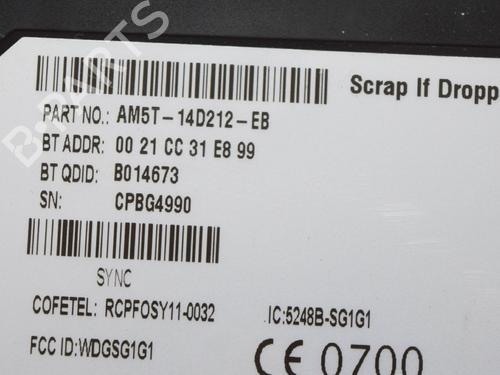 Scrap If Dropp
PART NO.: AM5T-14D212-EB
BT ADDR: 00 21 CC 31 E8 99
BT QDID: B014673
SN: CPBG4990
SYNC
COFETEL: RCPFOSY11-0032
IC:5248B-SG1G1
FCC ID:WDGSG1G1
CE 0700
B-PARTS